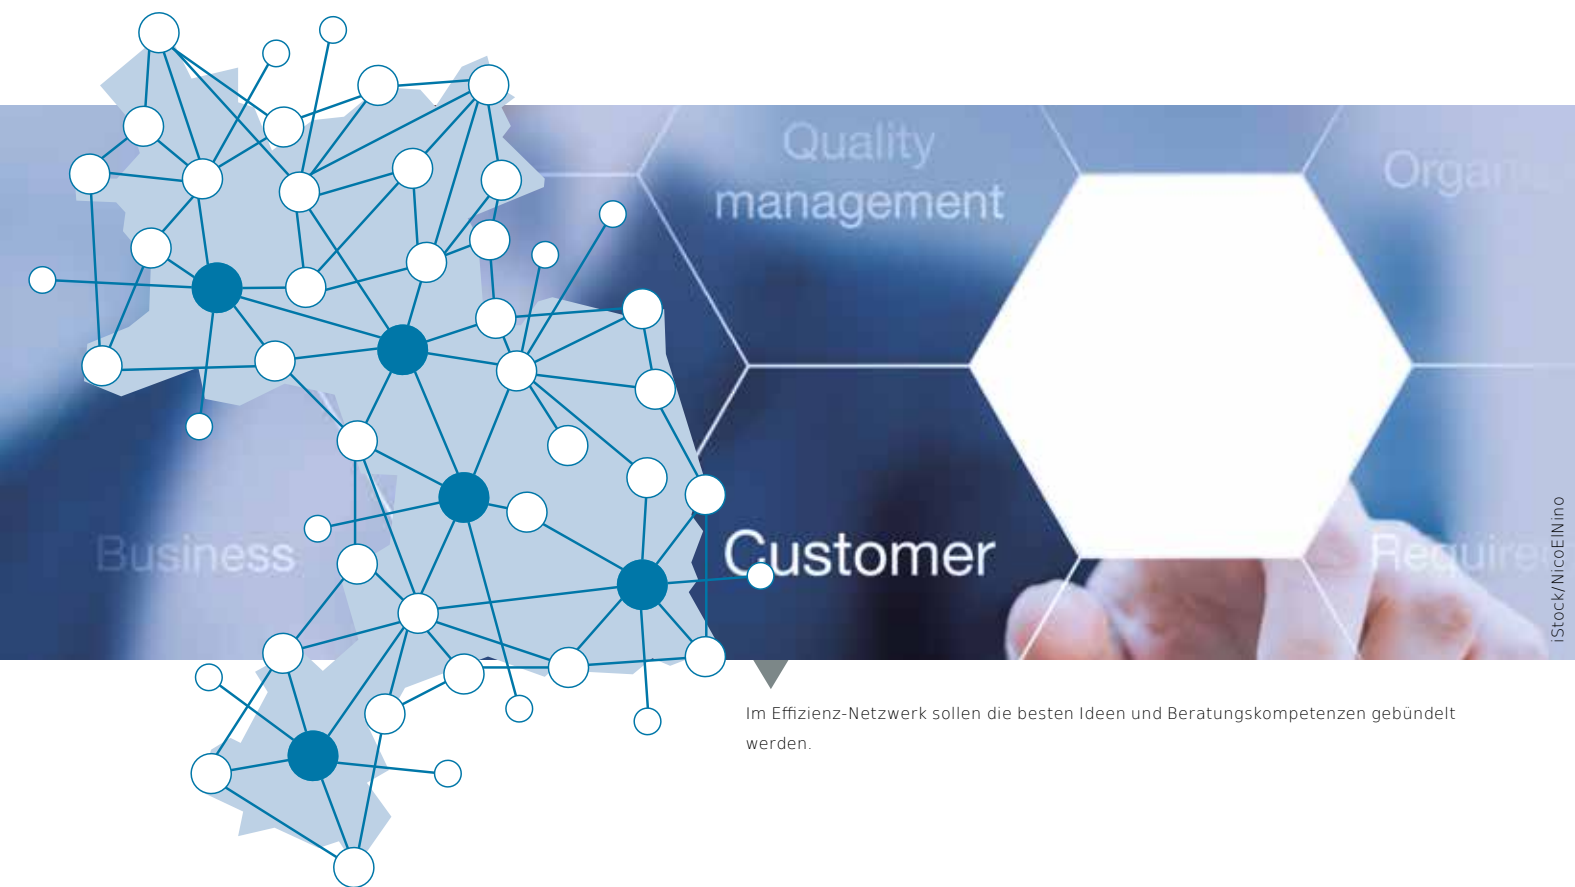 Quality
management
Business
Customer
iStock/NicoElNino
Im Effizienz-Netzwerk sollen die besten Ideen und Beratungskompetenzen gebündelt
werden.